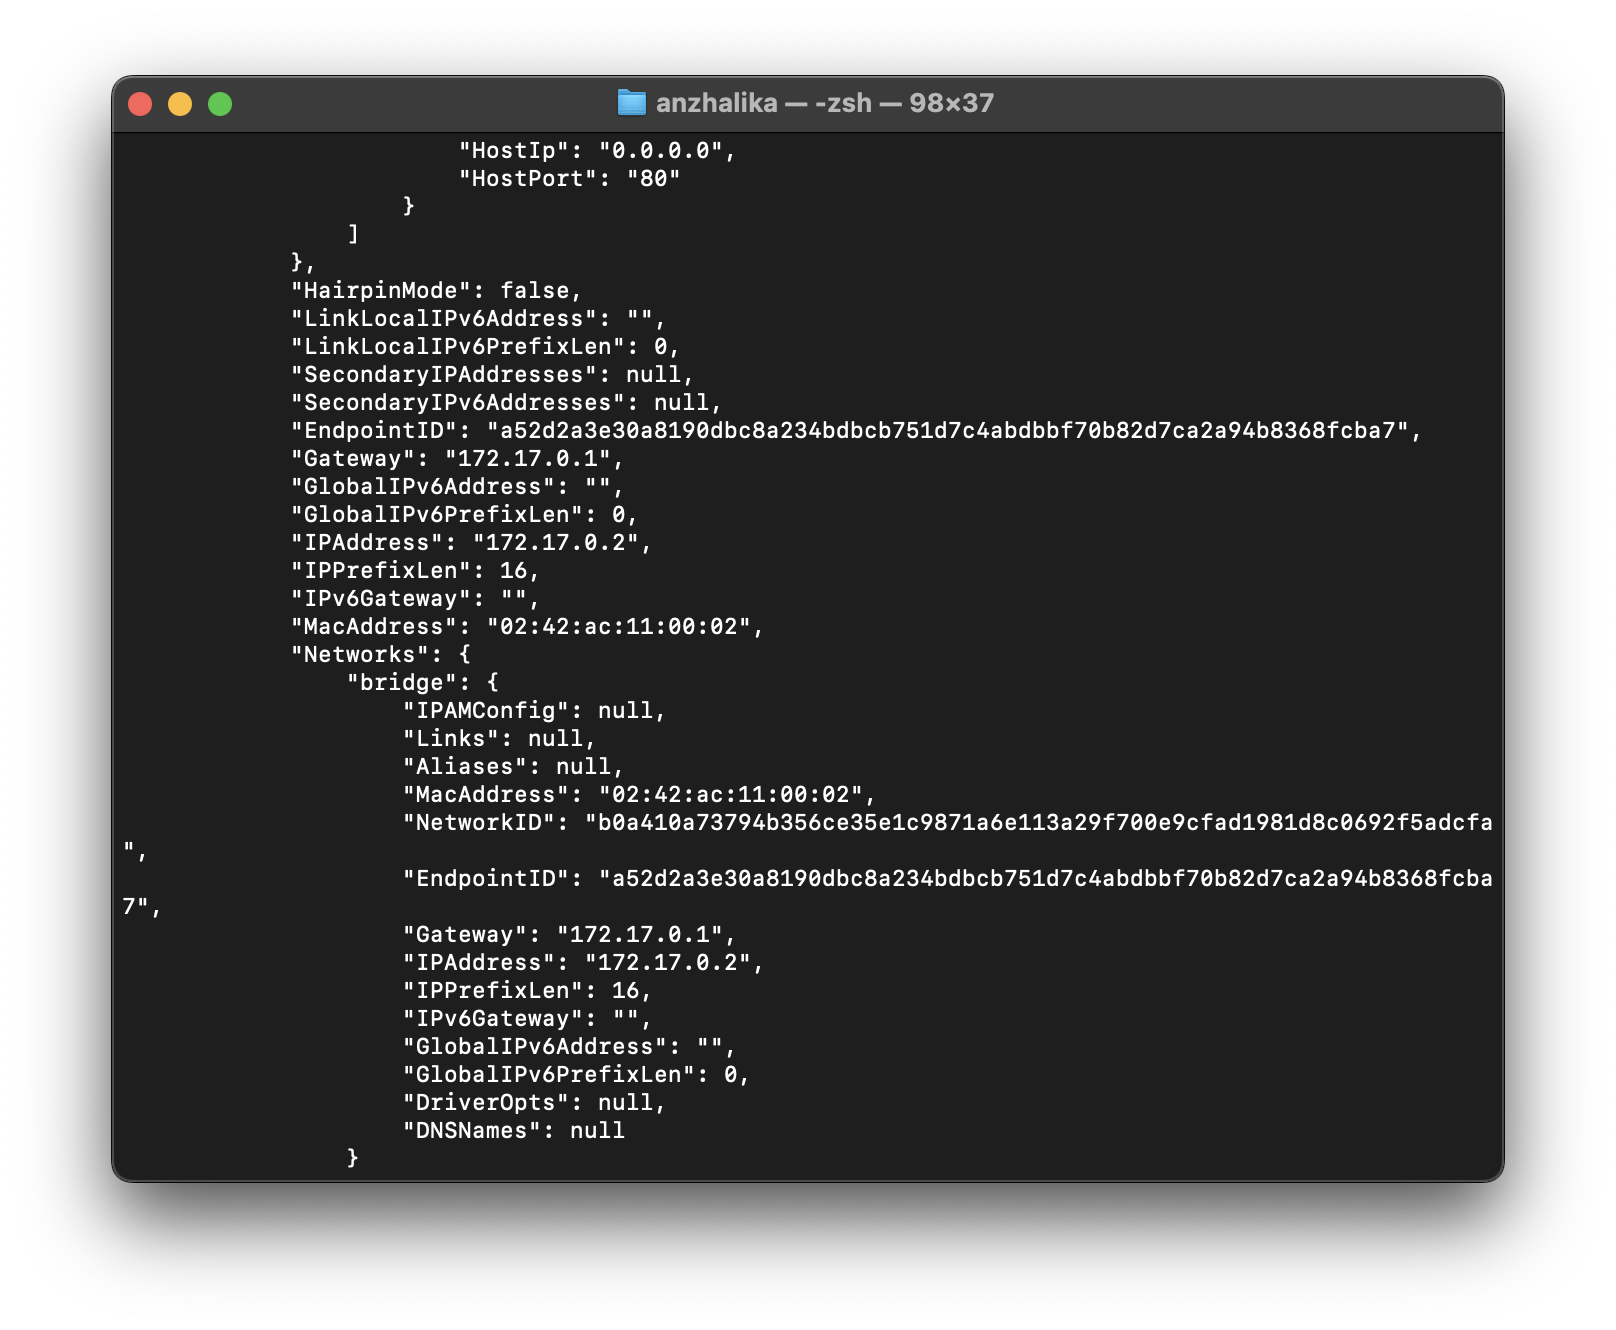 anzhalika — -zsh — 98×37
"HostIp": "0.0.0.0",
"HostPort": "80"
}
]
},
"HairpinMode": false,
"LinkLocalIPv6Address": "",
"LinkLocalIPv6PrefixLen": 0,
"SecondaryIPAddresses": null,
"SecondaryIPv6Addresses": null,
"EndpointID": "a52d2a3e30a8190dbc8a234bdbcb751d7c4abdbbf70b82d7ca2a94b8368fcba7",
"Gateway": "172.17.0.1",
"GlobalIPv6Address": "",
"GlobalIPv6PrefixLen": 0,
"IPAddress": "172.17.0.2",
"IPPrefixLen": 16,
"IPv6Gateway": "",
"MacAddress": "02:42:ac:11:00:02",
"Networks": {
"bridge": {
"IPAMConfig": null,
"Links": null,
"Aliases": null,
"MacAddress": "02:42:ac:11:00:02",
"NetworkID": "b0a410a73794b356ce35e1c9871a6e113a29f700e9cfad1981d8c0692f5adcfa
",
"EndpointID": "a52d2a3e30a8190dbc8a234bdbcb751d7c4abdbbf70b82d7ca2a94b8368fcba
7",
"Gateway": "172.17.0.1",
"IPAddress": "172.17.0.2",
"IPPrefixLen": 16,
"IPv6Gateway": "",
"GlobalIPv6Address": "",
"GlobalIPv6PrefixLen": 0,
"DriverOpts": null,
"DNSNames": null
}